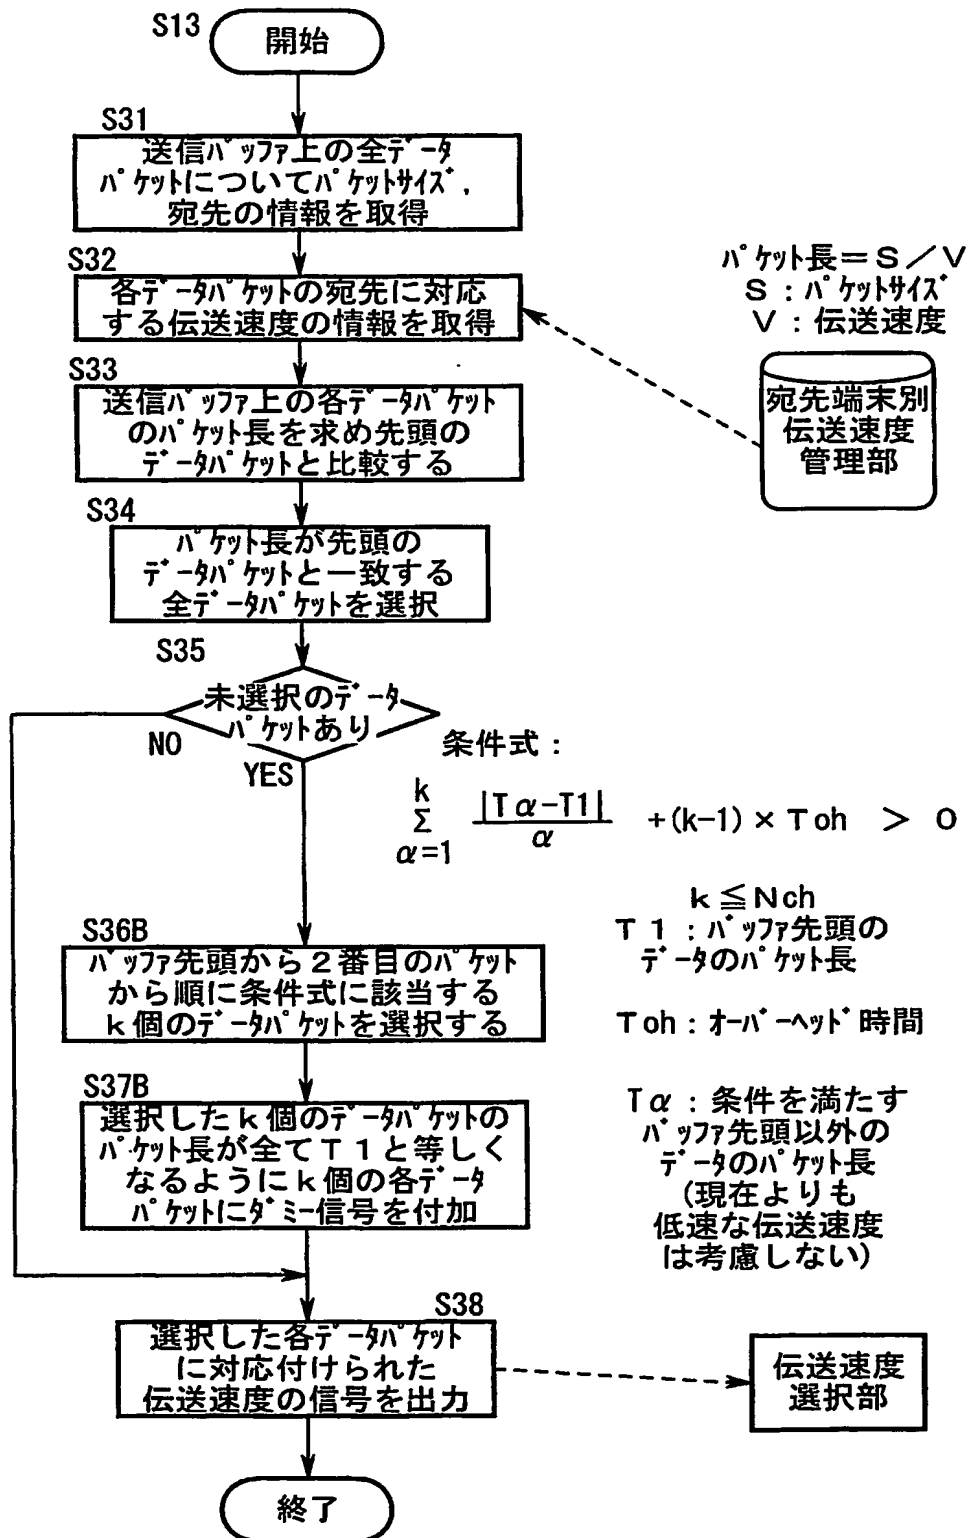 S13
開始
S31
送信バッファ上の全データ
パケットについてパケットサイズ,
宛先の情報を取得
S32
各データパケットの宛先に対応
する伝送速度の情報を取得
パケット長=S/V
S:パケットサイズ
V:伝送速度
宛先端末別
伝送速度
管理部
S33
送信バッファ上の各データパケット
のパケット長を求め先頭の
データパケットと比較する
S34
パケット長が先頭の
データパケットと一致する
全データパケットを選択
S35
未選択のデータ
パケットあり
NO
YES
条件式:
k
Σ |Tα-T1| / α +(k-1)×Toh > 0
α=1
k≦Nch
T1:バッファ先頭の
データのパケット長
Toh:オーバーヘッド時間
Tα:条件を満たす
バッファ先頭以外の
データのパケット長
(現在よりも
低速な伝送速度
は考慮しない)
S36B
バッファ先頭から2番目のパケット
から順に条件式に該当する
k個のデータパケットを選択する
S37B
選択したk個のデータパケットの
パケット長が全てT1と等しく
なるようにk個の各データ
パケットにダミー信号を付加
S38
選択した各データパケット
に対応付けられた
伝送速度の信号を出力
伝送速度
選択部
終了